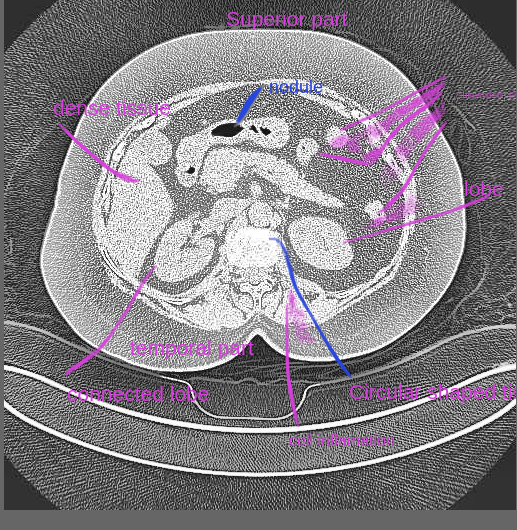 Superior part
nodule
dense tissue
lobe
temporal part
connected lobe
Circular shaped ti